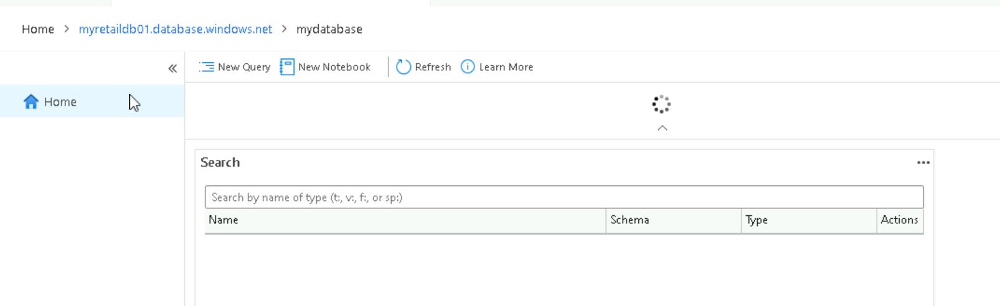 Home > myretaildb01.database.windows.net > mydatabase
«
New Query New Notebook Refresh Learn More
Home
Search
•••
Search by name of type (t:, v:, f:, or sp:)
Name Schema Type Actions